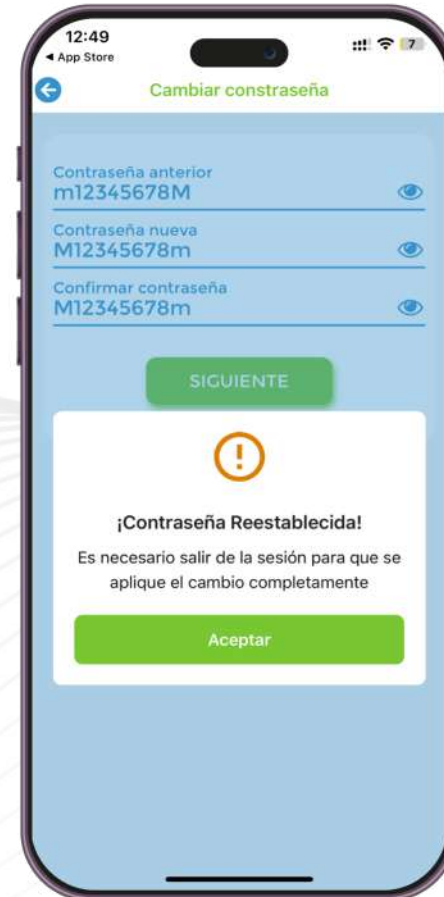 12:49
7
◀ App Store
Cambiar constraseña
Contraseña anterior
m12345678M
Contraseña nueva
M12345678m
Confirmar contraseña
M12345678m
SIGUIENTE
¡Contraseña Reestablecida!
Es necesario salir de la sesión para que se
aplique el cambio completamente
Aceptar